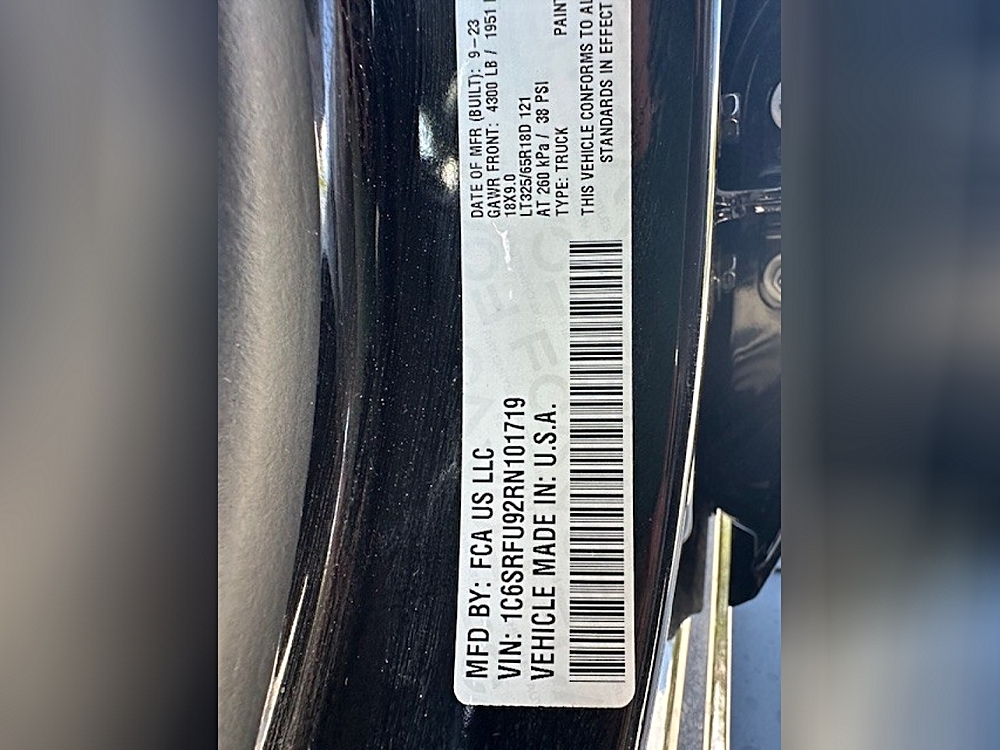 MFD BY: FCA US LLC
VIN: 1C6SRFU92RN101719
VEHICLE MADE IN: U.S.A.
DATE OF MFR (BUILT): 9-23
GAWR FRONT: 4300 LB / 1951
18X9.0
LT325/65R18D 121
AT 260 kPa / 38 PSI
TYPE: TRUCK
THIS VEHICLE CONFORMS TO
STANDARDS IN EFFECT